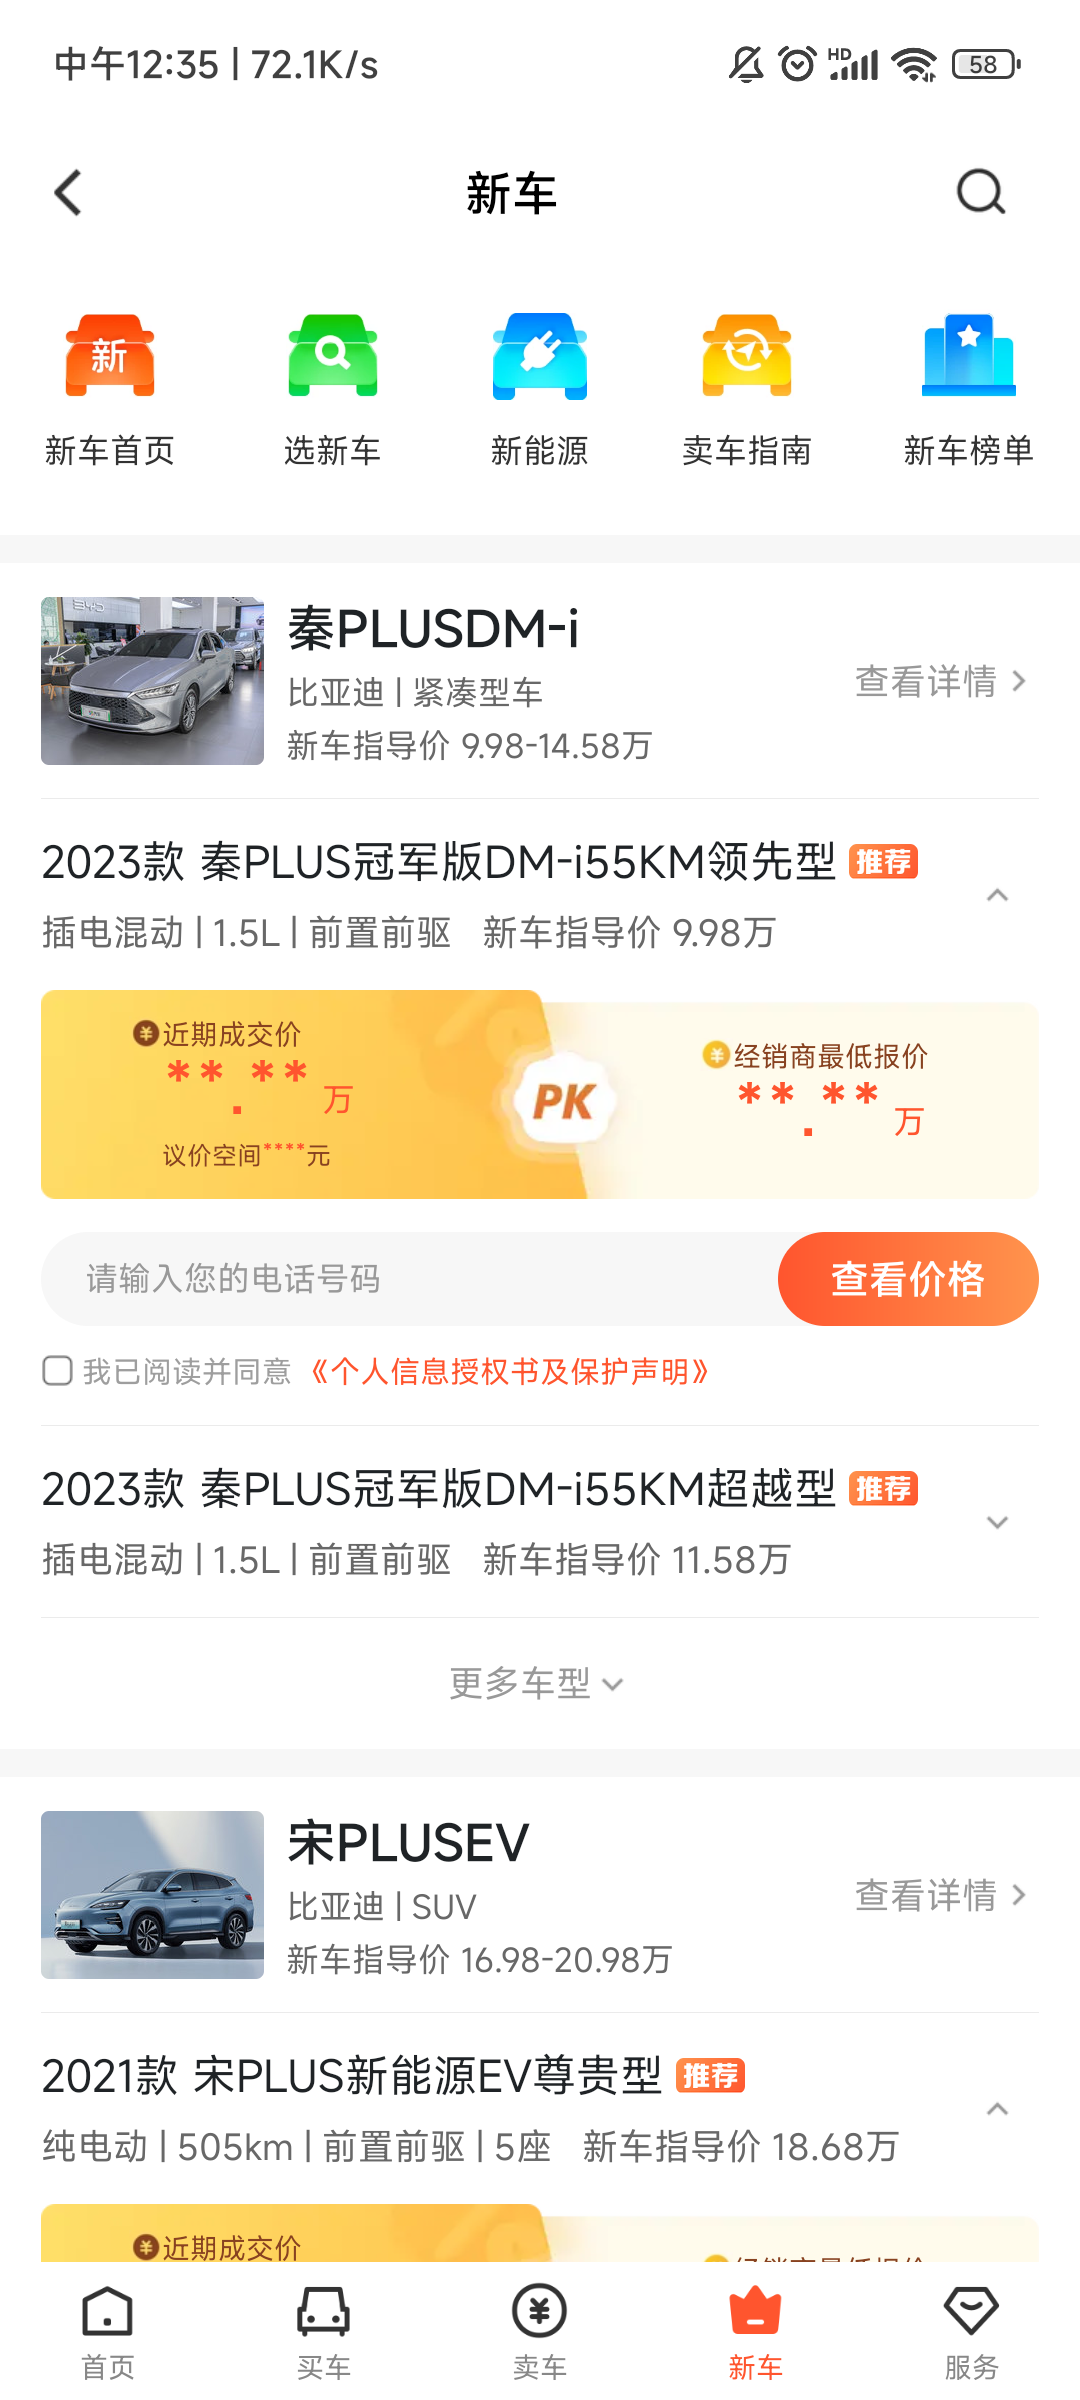 中午12:35 | 72.1K/s
HD
58
新车
新
新车首页
选新车
新能源
卖车指南
新车榜单
BYD
秦PLUSDM-i
比亚迪 | 紧凑型车
新车指导价 9.98-14.58万
查看详情
2023款 秦PLUS冠军版DM-i55KM领先型 推荐
插电混动 | 1.5L | 前置前驱 新车指导价 9.98万
¥近期成交价
**.**万
议价空间****元
PK
¥经销商最低报价
**.**万
请输入您的电话号码
查看价格
我已阅读并同意 《个人信息授权书及保护声明》
2023款 秦PLUS冠军版DM-i55KM超越型 推荐
插电混动 | 1.5L | 前置前驱 新车指导价 11.58万
更多车型
宋PLUSEV
比亚迪 | SUV
新车指导价 16.98-20.98万
查看详情
2021款 宋PLUS新能源EV尊贵型 推荐
纯电动 | 505km | 前置前驱 | 5座 新车指导价 18.68万
¥近期成交价
首页
买车
¥
卖车
新车
服务